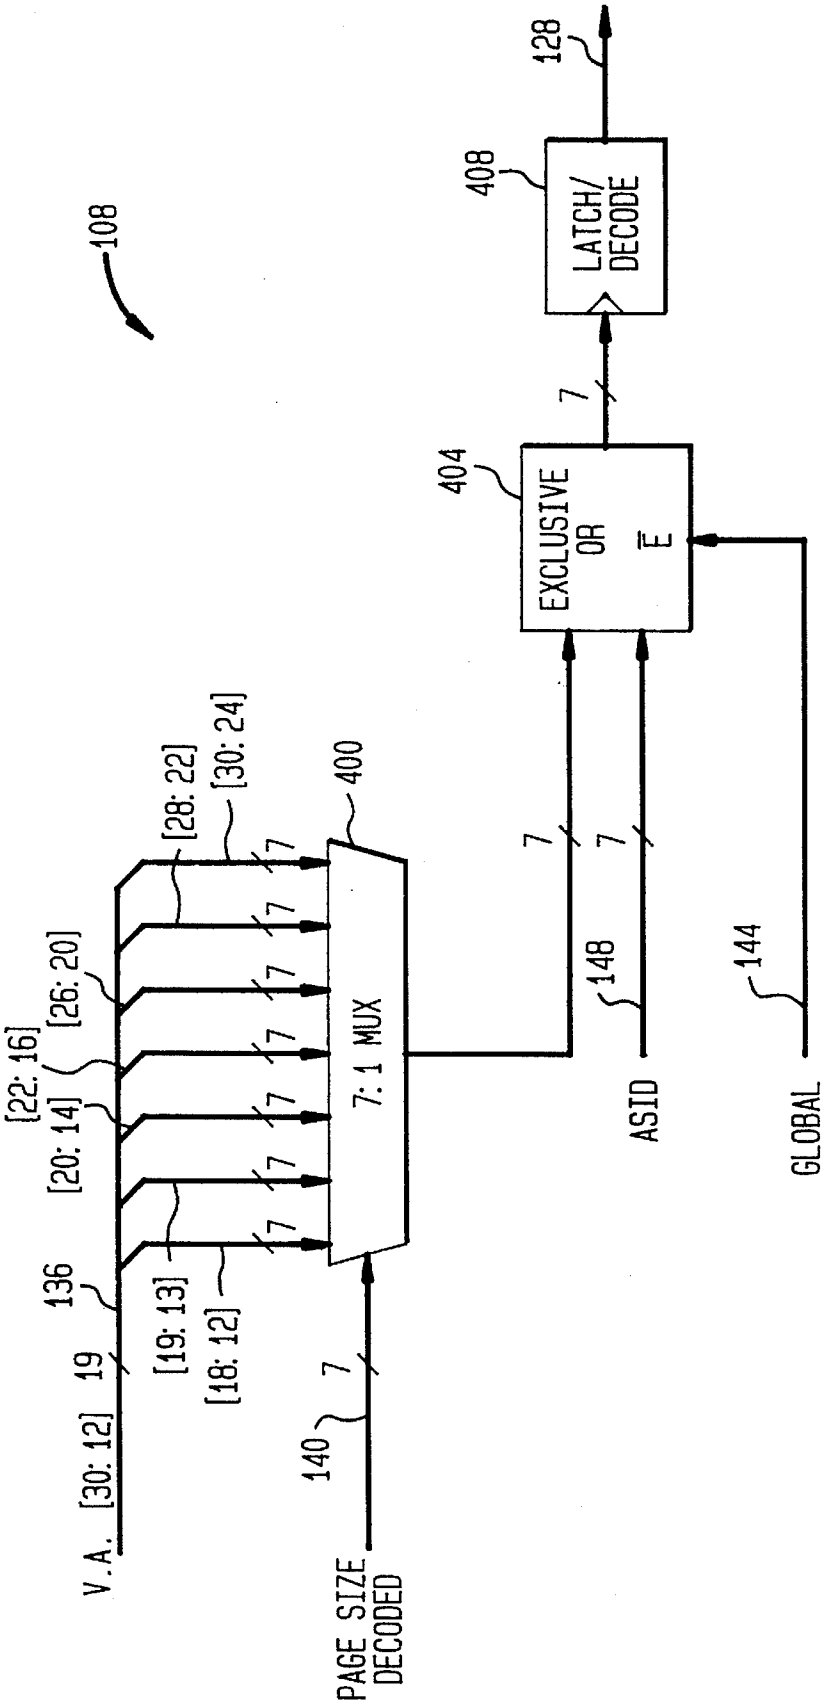 108
V.A. [30:12]
19
136
[18:12]
[19:13]
[20:14]
[22:16]
[26:20]
[28:22]
[30:24]
7
7
7
7
7
7
7
PAGE SIZE
DECODED
140
7
7:1 MUX
400
7
ASID
148
7
GLOBAL
144
EXCLUSIVE
OR
E̅
404
7
LATCH/
DECODE
408
128